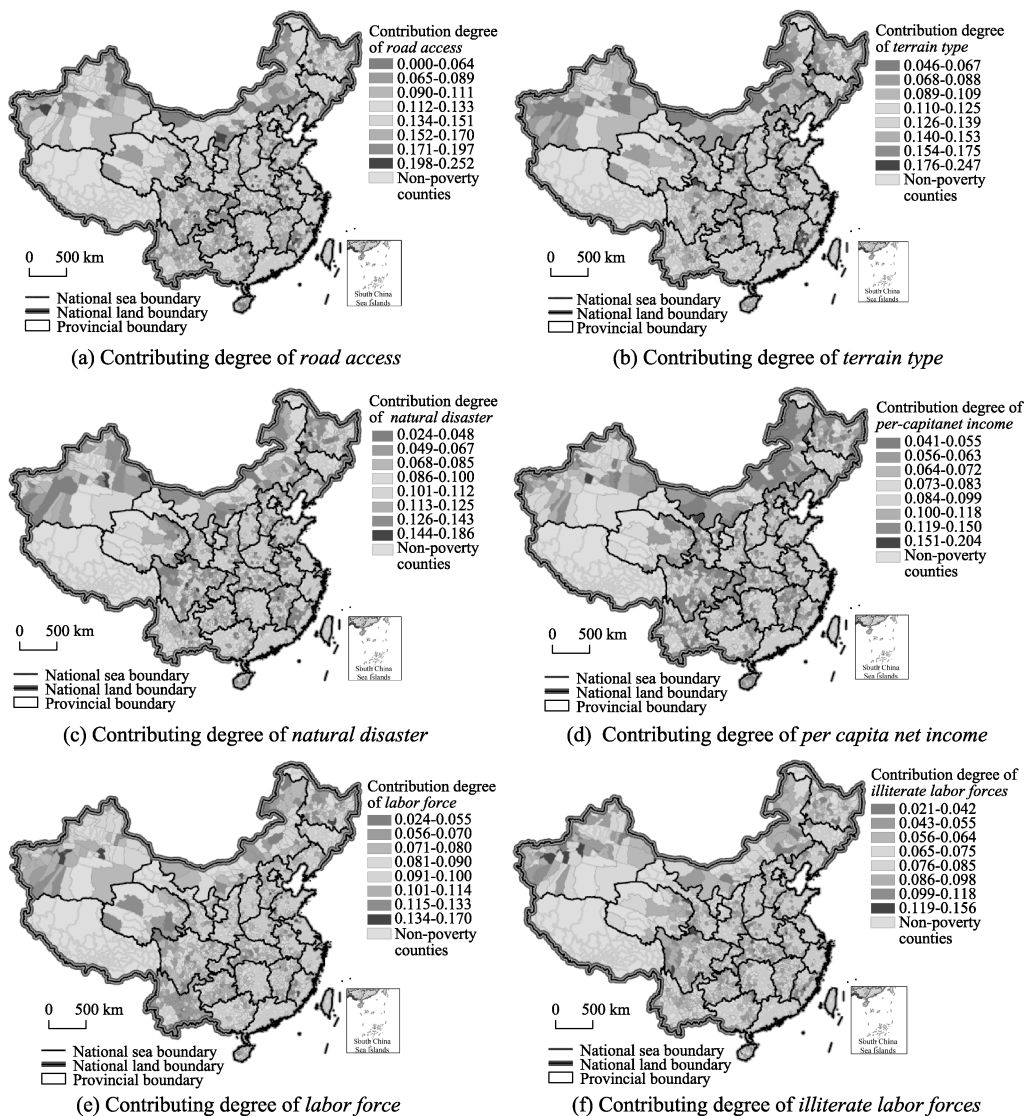 Contribution degree
of road access
0.000-0.064
0.065-0.089
0.090-0.111
0.112-0.133
0.134-0.151
0.152-0.170
0.171-0.197
0.198-0.252
Non-poverty
counties
0 500 km
South China
Sea Islands
National sea boundary
National land boundary
Provincial boundary
(a) Contributing degree of road access
Contribution degree
of terrain type
0.046-0.067
0.068-0.088
0.089-0.109
0.110-0.125
0.126-0.139
0.140-0.153
0.154-0.175
0.176-0.247
Non-poverty
counties
0 500 km
South China
Sea Islands
National sea boundary
National land boundary
Provincial boundary
(b) Contributing degree of terrain type
Contribution degree
of natural disaster
0.024-0.048
0.049-0.067
0.068-0.085
0.086-0.100
0.101-0.112
0.113-0.125
0.126-0.143
0.144-0.186
Non-poverty
counties
0 500 km
South China
Sea Islands
National sea boundary
National land boundary
Provincial boundary
(c) Contributing degree of natural disaster
Contribution degree of
per-capitanet income
0.041-0.055
0.056-0.063
0.064-0.072
0.073-0.083
0.084-0.099
0.100-0.118
0.119-0.150
0.151-0.204
Non-poverty
counties
0 500 km
South China
Sea Islands
National sea boundary
National land boundary
Provincial boundary
(d) Contributing degree of per capita net income
Contribution degree
of labor force
0.024-0.055
0.056-0.070
0.071-0.080
0.081-0.090
0.091-0.100
0.101-0.114
0.115-0.133
0.134-0.170
Non-poverty
counties
0 500 km
South China
Sea Islands
National sea boundary
National land boundary
Provincial boundary
(e) Contributing degree of labor force
Contribution degree of
illiterate labor forces
0.021-0.042
0.043-0.055
0.056-0.064
0.065-0.075
0.076-0.085
0.086-0.098
0.099-0.118
0.119-0.156
Non-poverty
counties
0 500 km
South China
Sea Islands
National sea boundary
National land boundary
Provincial boundary
(f) Contributing degree of illiterate labor forces